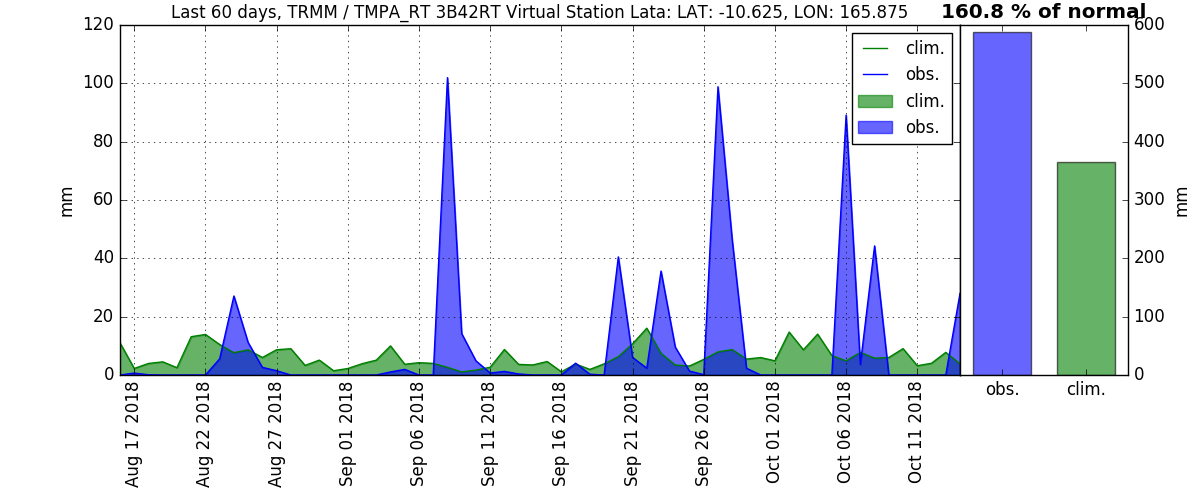 Last 60 days, TRMM / TMPA_RT 3B42RT Virtual Station Lata: LAT: -10.625, LON: 165.875
160.8 % of normal
120
100
80
60
40
20
0
mm
clim.
obs.
clim.
obs.
600
500
400
300
200
100
0
mm
Aug 17 2018
Aug 22 2018
Aug 27 2018
Sep 01 2018
Sep 06 2018
Sep 11 2018
Sep 16 2018
Sep 21 2018
Sep 26 2018
Oct 01 2018
Oct 06 2018
Oct 11 2018
obs.
clim.